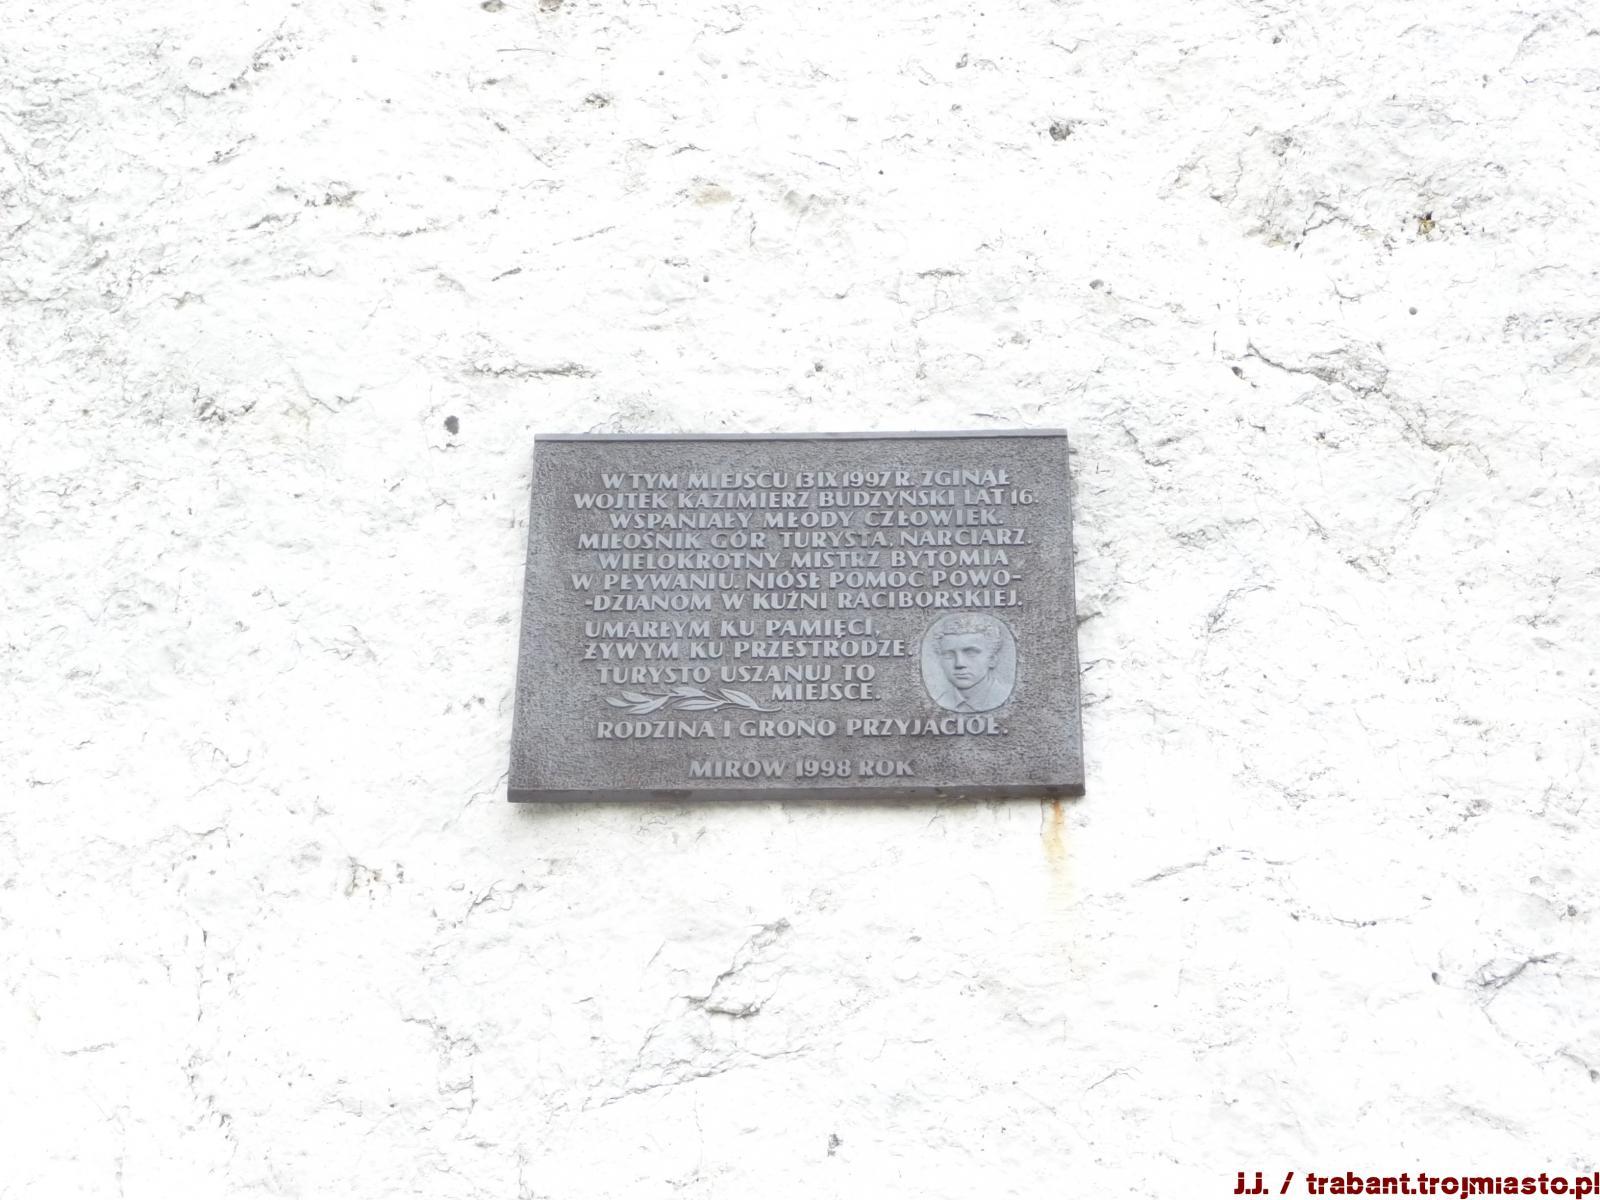 W TYM MIEJSCU 13 IX 1997 R. ZGINĄŁ
WOJTEK KAZIMIERZ BUDZYŃSKI LAT 16.
WSPANIAŁY MŁODY CZŁOWIEK.
MIŁOŚNIK GÓR, TURYSTA, NARCIARZ.
WIELOKROTNY MISTRZ BYTOMIA
W PŁYWANIU. NIÓSŁ POMOC POWO-
-DZIANOM W KUŹNI RACIBORSKIEJ.
UMARŁYM KU PAMIĘCI,
ŻYWYM KU PRZESTRODZE.
TURYSTO USZANUJ TO
MIEJSCE.
RODZINA I GRONO PRZYJACIÓŁ.
MIRÓW 1998 ROK
J.J. / trabant.trojmiasto.pl